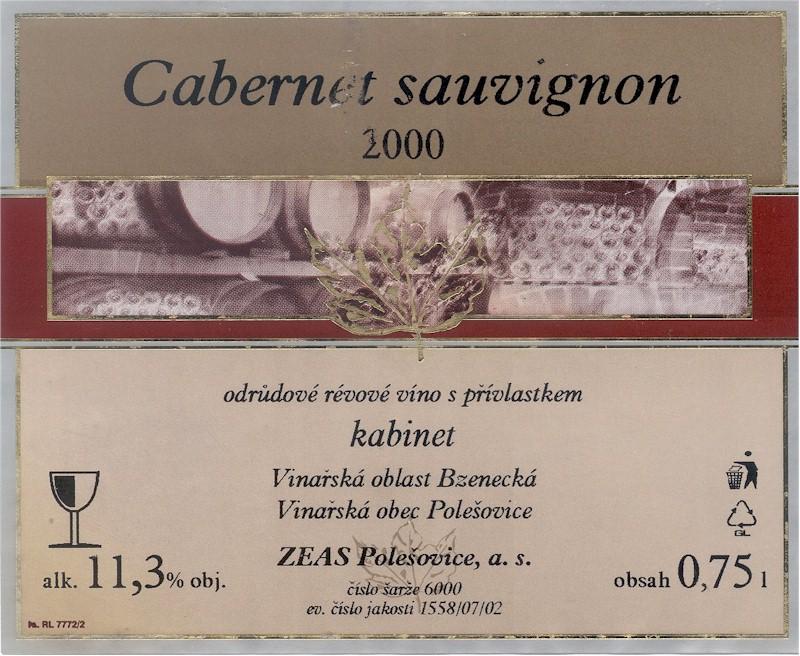 Cabernet sauvignon
2000
odrůdové révové víno s přívlastkem
kabinet
Vinařská oblast Bzenecká
Vinařská obec Polešovice
ZEAS Polešovice, a. s.
číslo šarže 6000
ev. číslo jakosti 1558/07/02
alk. 11,3% obj.
GL
obsah 0,75 l
RL 7772/2